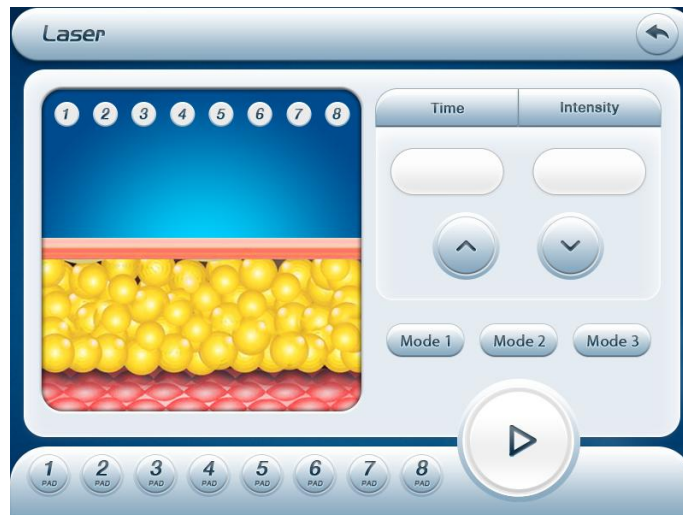 Laser
1 2 3 4 5 6 7 8
Time Intensity
Mode 1 Mode 2 Mode 3
1 2 3 4 5 6 7 8
PAD PAD PAD PAD PAD PAD PAD PAD